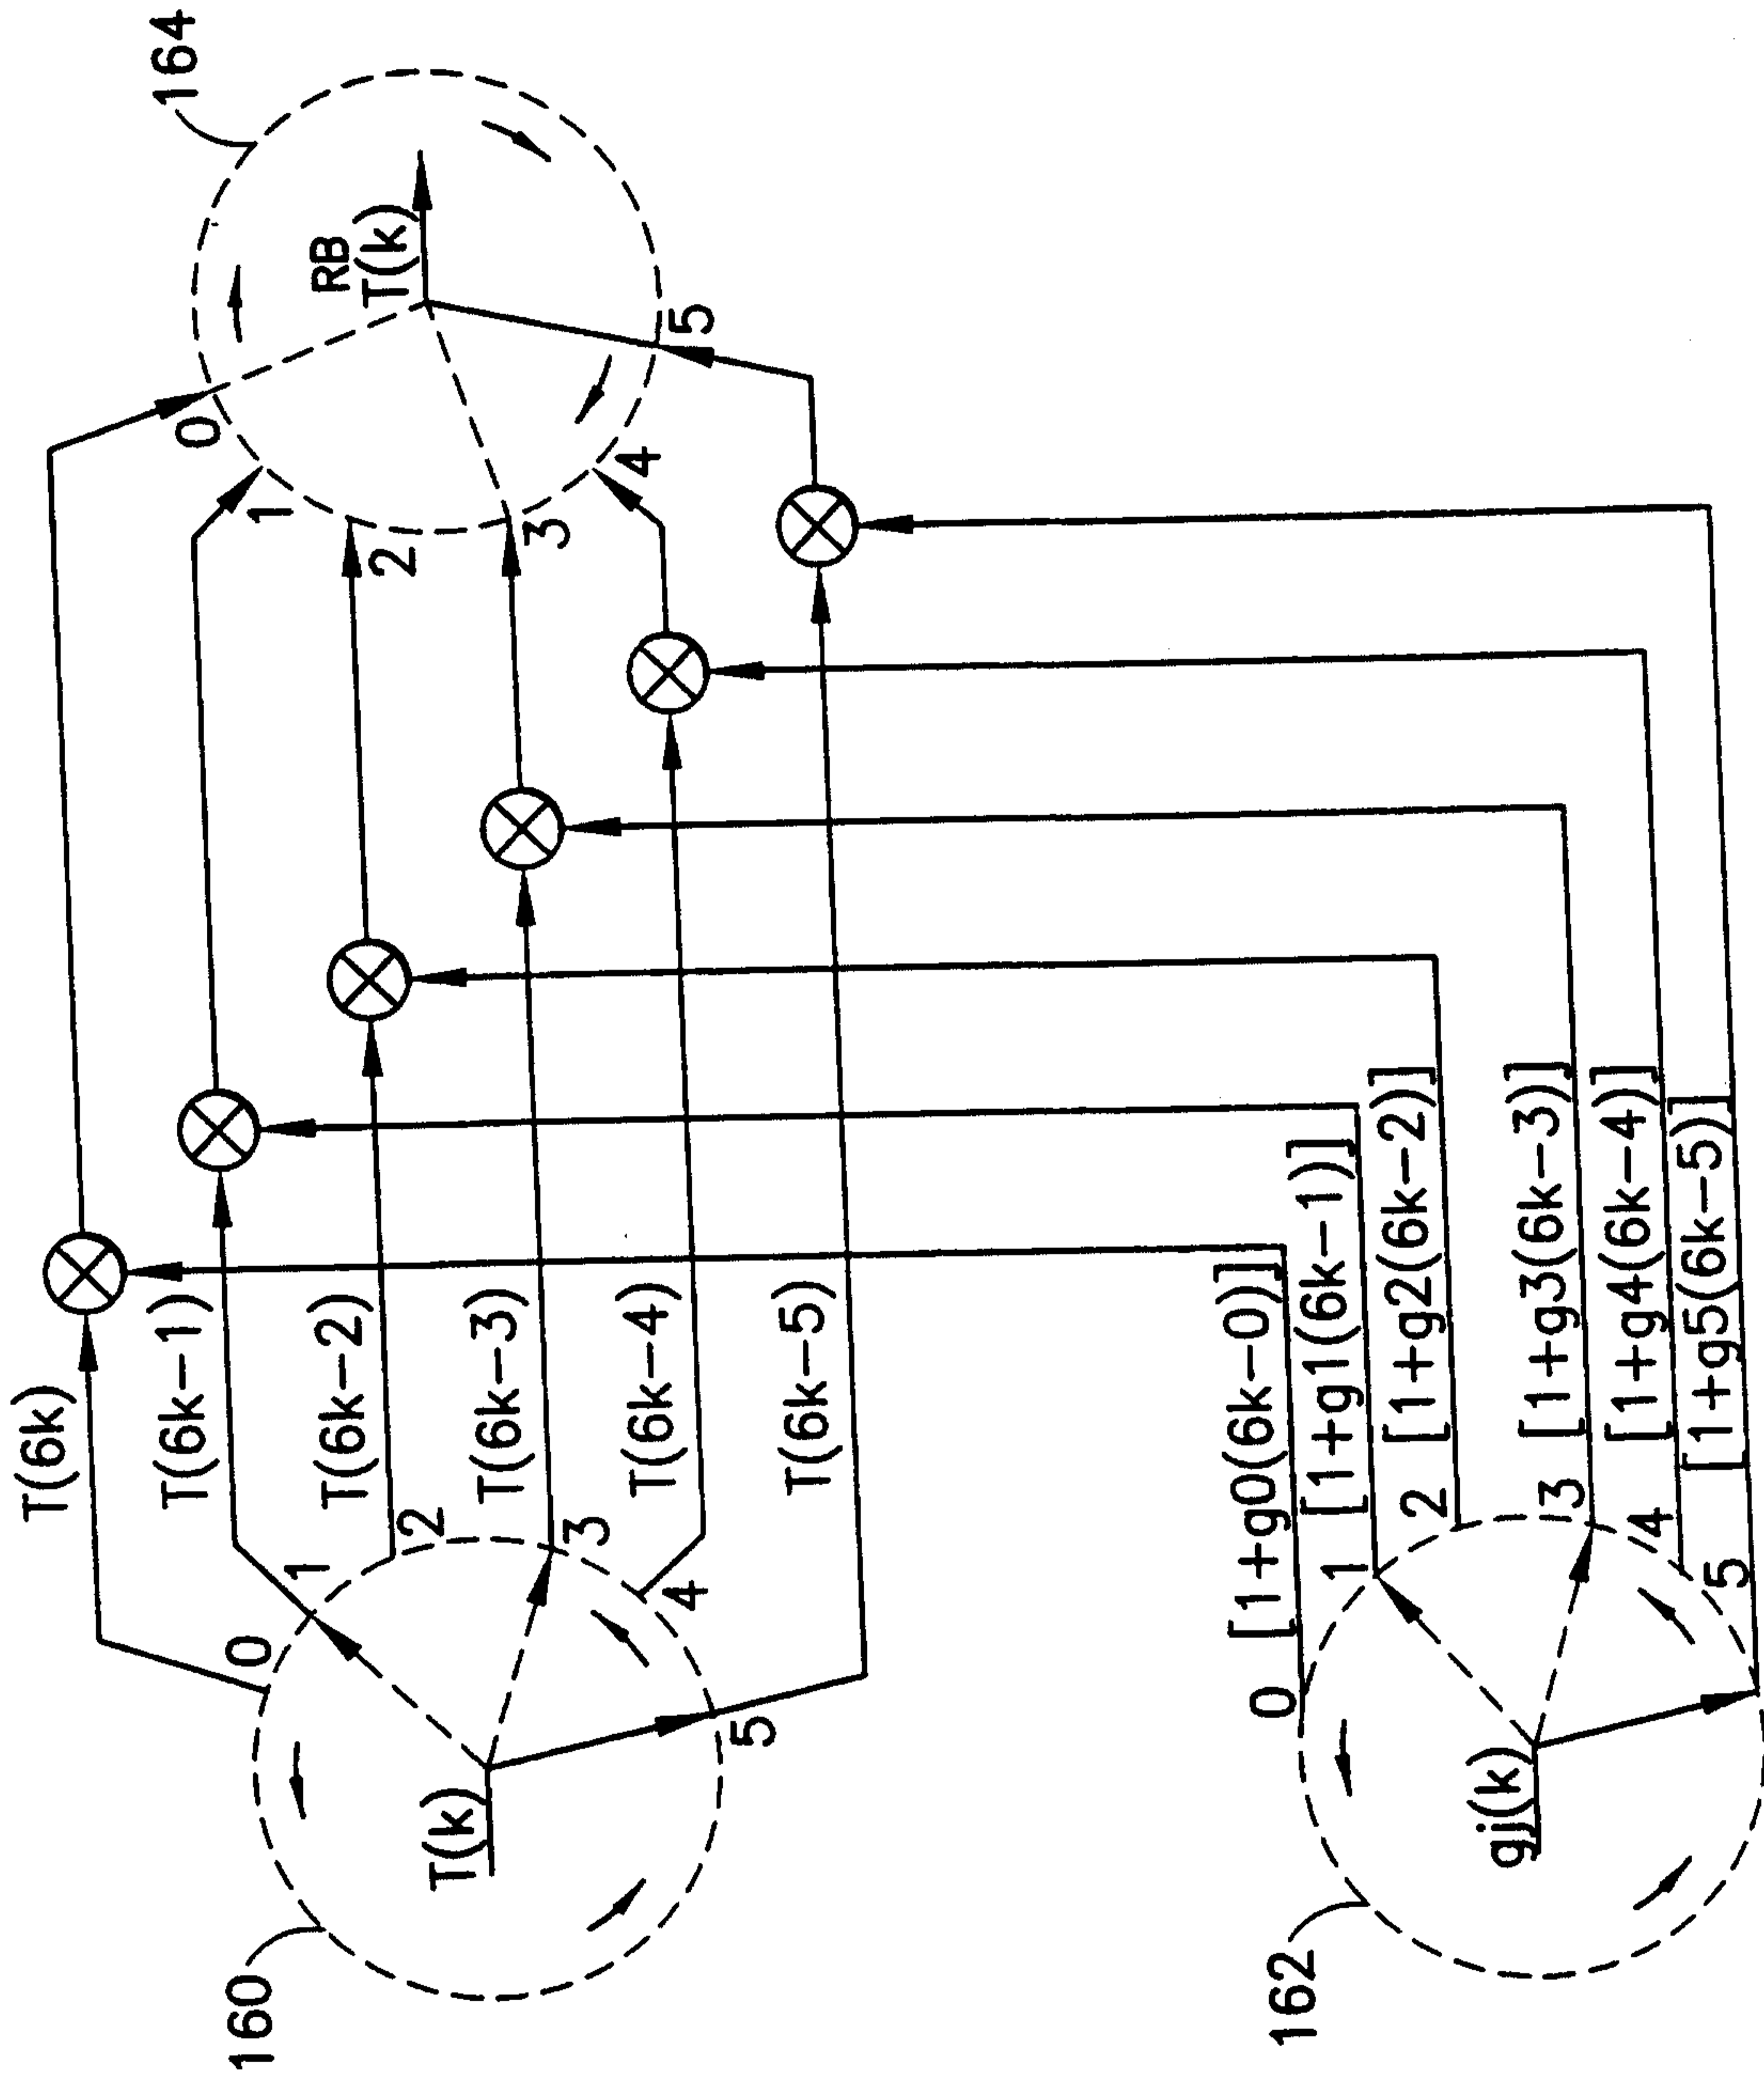 160
T(k)
0
1
2
3
4
5
T(6k)
T(6k-1)
T(6k-2)
T(6k-3)
T(6k-4)
T(6k-5)
164
RB
T(k)
0
1
2
3
4
5
162
gj(k)
0 [1+g0(6k-0)]
1 [1+g1(6k-1)]
2 [1+g2(6k-2)]
3 [1+g3(6k-3)]
4 [1+g4(6k-4)]
5 [1+g5(6k-5)]